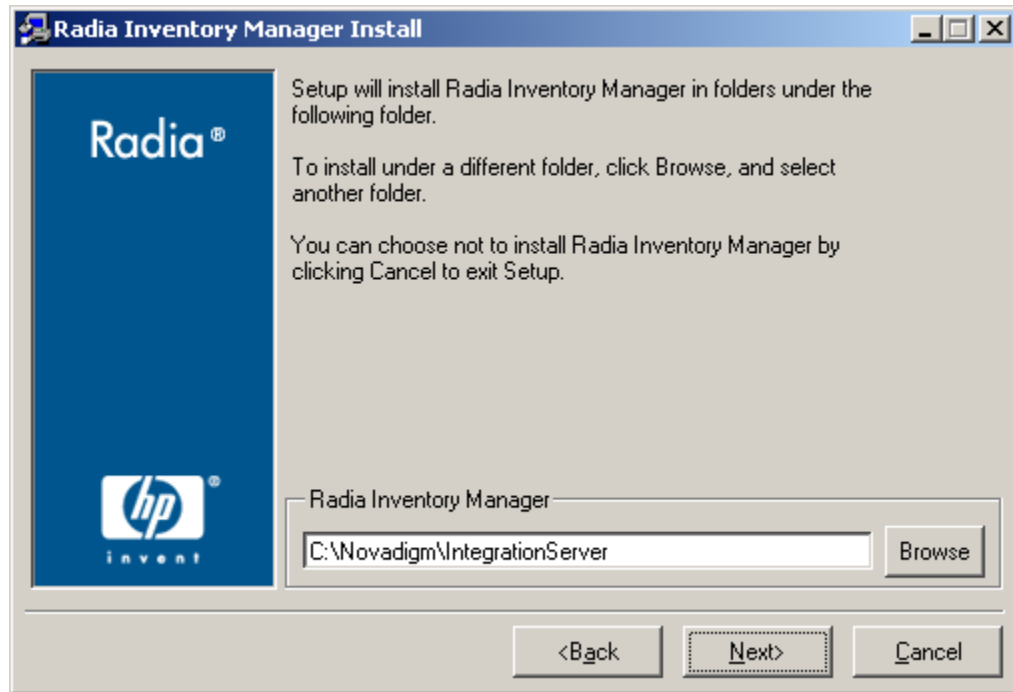 Radia Inventory Manager Install
Radia®
Setup will install Radia Inventory Manager in folders under the
following folder.
To install under a different folder, click Browse, and select
another folder.
You can choose not to install Radia Inventory Manager by
clicking Cancel to exit Setup.
hp®
invent
Radia Inventory Manager
C:\Novadigm\IntegrationServer
Browse
<Back
Next>
Cancel